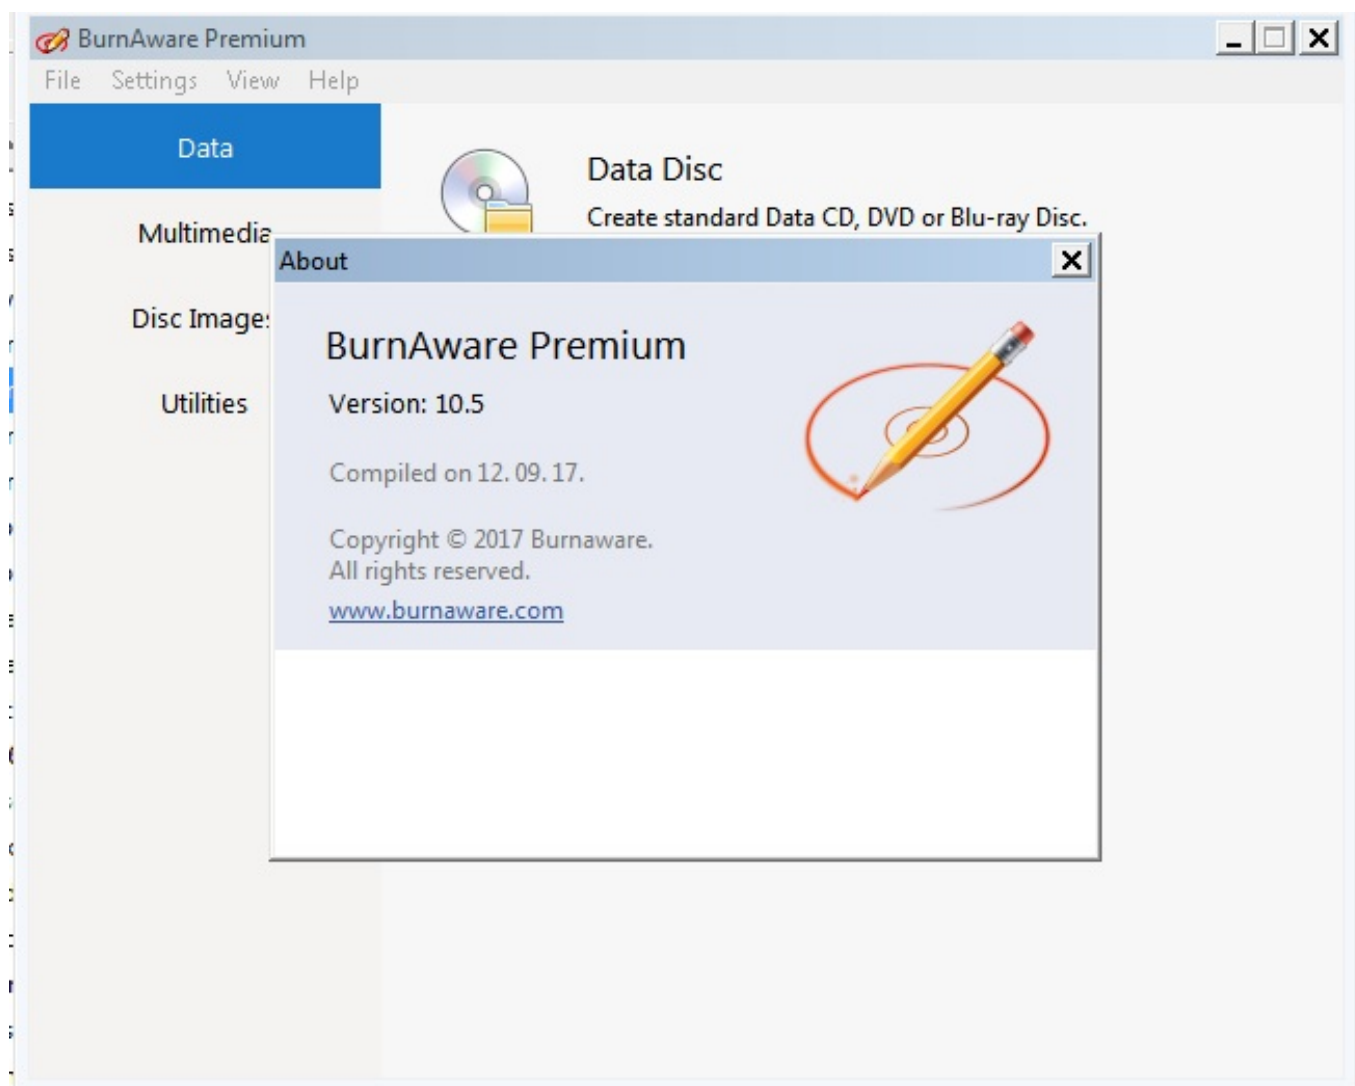 BurnAware Premium
File Settings View Help
Data
Data Disc
Create standard Data CD, DVD or Blu-ray Disc.
Multimedia
About
Disc Images
BurnAware Premium
Utilities
Version: 10.5
Compiled on 12. 09. 17.
Copyright © 2017 Burnaware.
All rights reserved.
www.burnaware.com